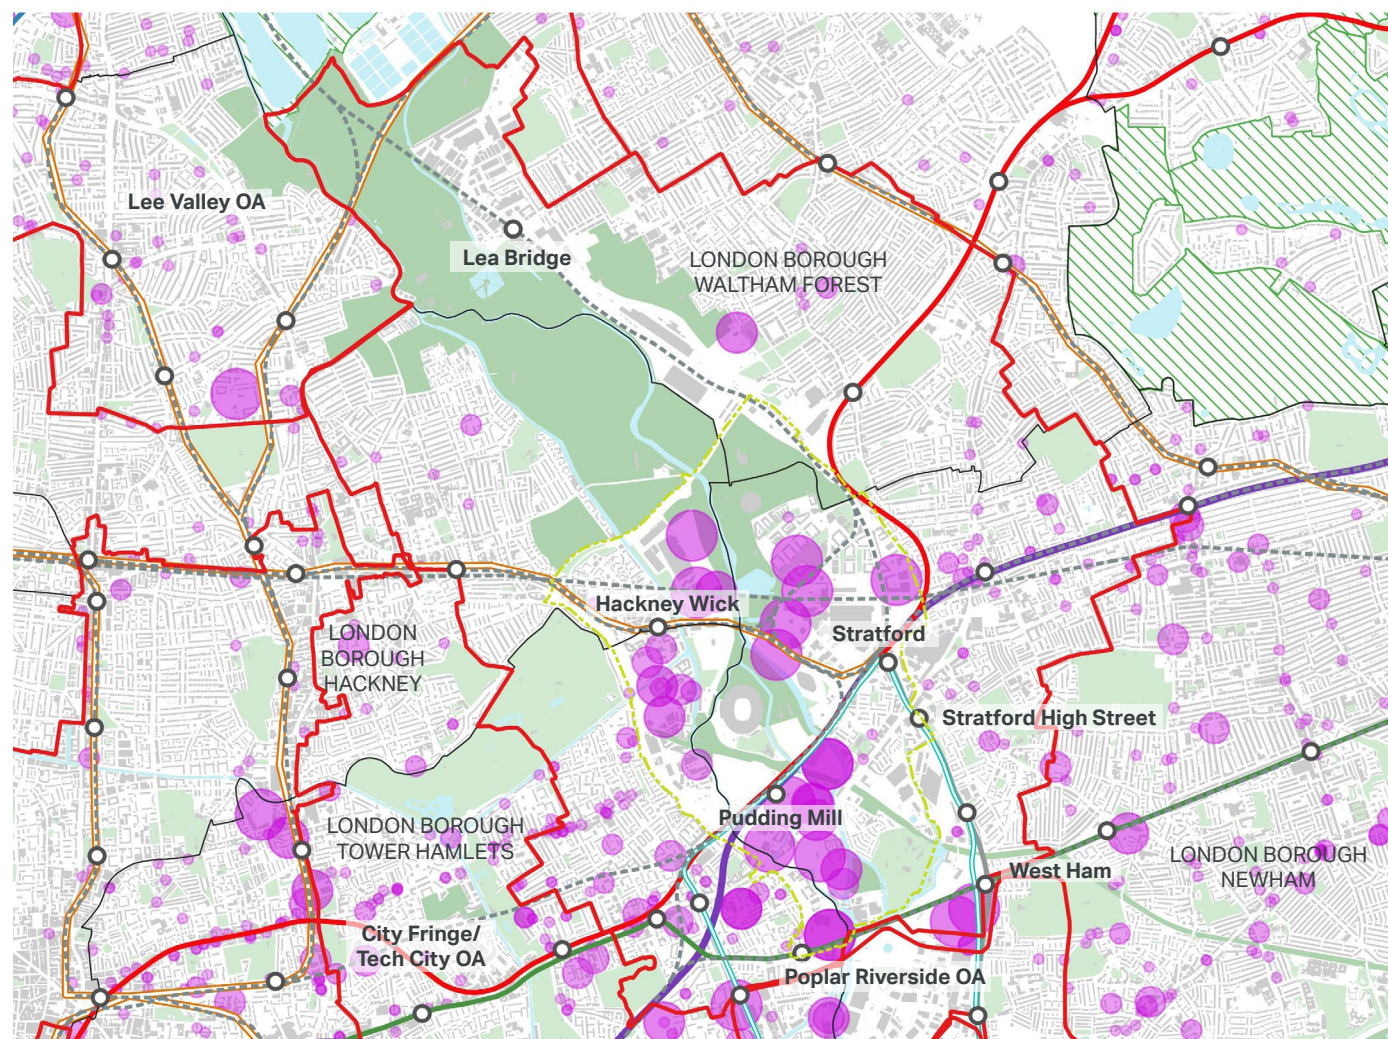 Lee Valley OA
Lea Bridge
LONDON BOROUGH
WALTHAM FOREST
Hackney Wick
Stratford
LONDON
BOROUGH
HACKNEY
Stratford High Street
Pudding Mill
LONDON BOROUGH
TOWER HAMLETS
LONDON BOROUGH
NEWHAM
West Ham
City Fringe/
Tech City OA
Poplar Riverside OA